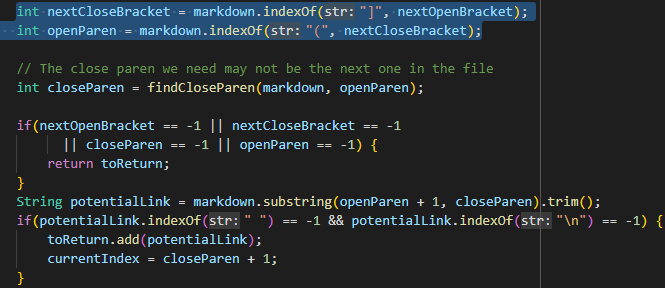 int nextCloseBracket = markdown.indexOf(str: "]", nextOpenBracket);
int openParen = markdown.indexOf(str: "(", nextCloseBracket);
// The close paren we need may not be the next one in the file
int closeParen = findCloseParen(markdown, openParen);
if(nextOpenBracket == -1 || nextCloseBracket == -1
|| closeParen == -1 || openParen == -1) {
return toReturn;
}
String potentialLink = markdown.substring(openParen + 1, closeParen).trim();
if(potentialLink.indexOf(str: " ") == -1 && potentialLink.indexOf(str: "\n") == -1) {
toReturn.add(potentialLink);
currentIndex = closeParen + 1;
}